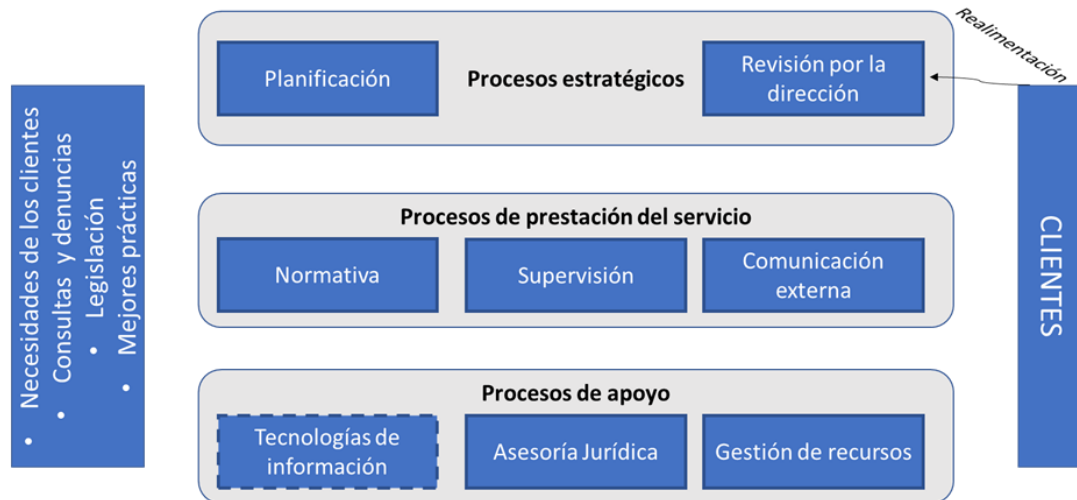 • Necesidades de los clientes
• Consultas y denuncias
• Legislación
• Mejores prácticas
Planificación
Procesos estratégicos
Revisión por la
dirección
Realimentación
Procesos de prestación del servicio
Normativa
Supervisión
Comunicación
externa
CLIENTES
Procesos de apoyo
Tecnologías de
información
Asesoría Jurídica
Gestión de recursos